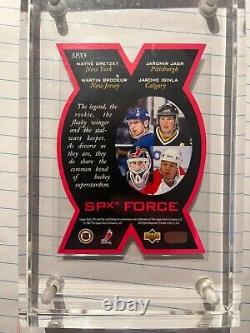 SPX5
WAYNE GRETZKY
New York
JAROMIR JAGR
Pittsburgh
MARTIN BRODEUR
New Jersey
JAROME IGINLA
Calgary
The legend, the
rookie, the
flashy winger
and the stal-
wart keeper.
As diverse as
they are, they
do share the
common bond
of hockey
superstardom.
SPx FORCE